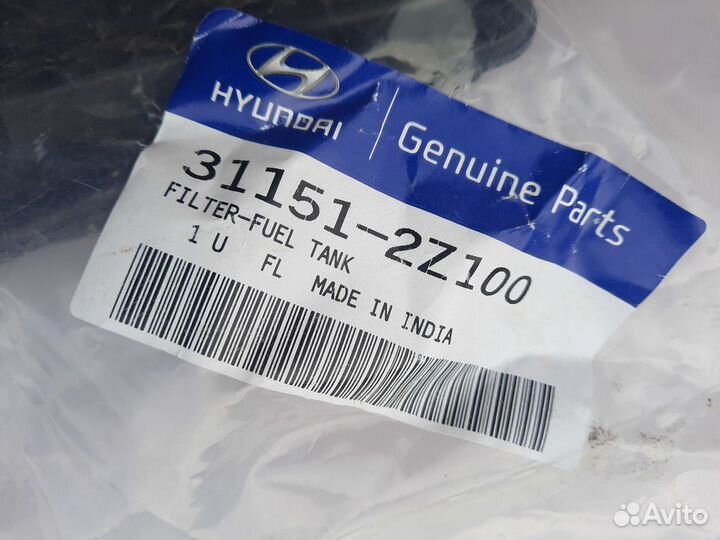 HYUNDAI
Genuine Parts
31151-2Z100
FILTER-FUEL TANK
1 U FL MADE IN INDIA
Avito